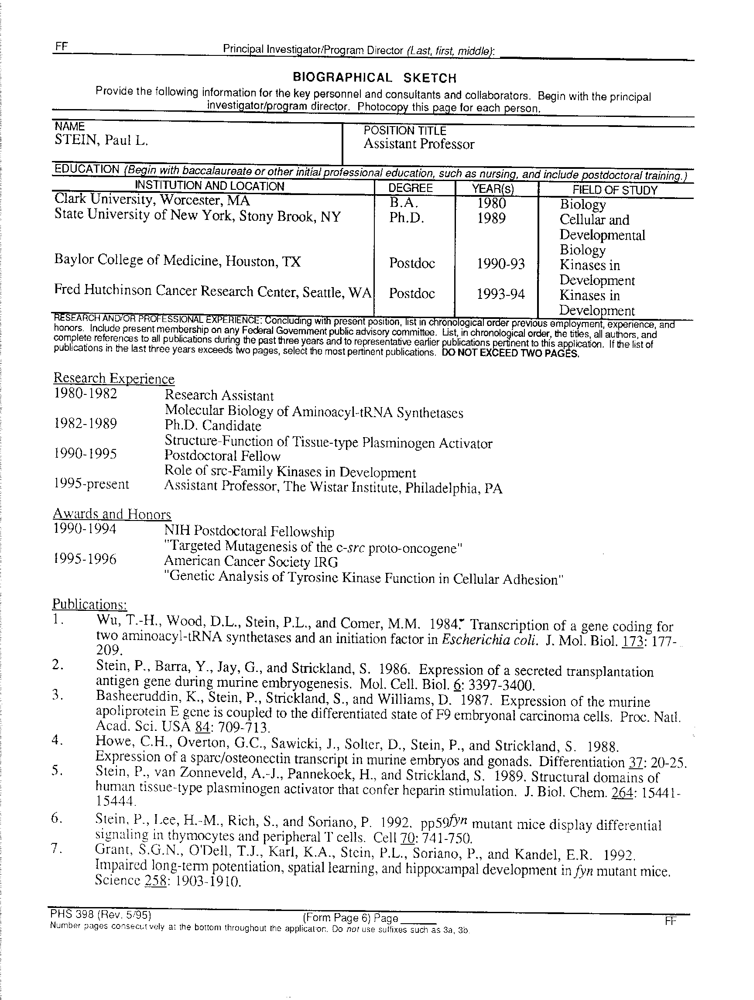 FF
Principal Investigator/Program Director (Last, first, middle):
BIOGRAPHICAL SKETCH
Provide the following information for the key personnel and consultants and collaborators. Begin with the principal
investigator/program director. Photocopy this page for each person.
NAME
STEIN, Paul L.
POSITION TITLE
Assistant Professor
EDUCATION (Begin with baccalaureate or other initial professional education, such as nursing, and include postdoctoral training.)
INSTITUTION AND LOCATION DEGREE YEAR(S) FIELD OF STUDY
Clark University, Worcester, MA B.A. 1980 Biology
State University of New York, Stony Brook, NY Ph.D. 1989 Cellular and
Developmental
Biology
Baylor College of Medicine, Houston, TX Postdoc 1990-93 Kinases in
Development
Fred Hutchinson Cancer Research Center, Seattle, WA Postdoc 1993-94 Kinases in
Development
RESEARCH AND/OR PROFESSIONAL EXPERIENCE: Concluding with present position, list in chronological order previous employment, experience, and
honors. Include present membership on any Federal Government public advisory committee. List, in chronological order, the titles, all authors, and
complete references to all publications during the past three years and to representative earlier publications pertinent to this application. If the list of
publications in the last three years exceeds two pages, select the most pertinent publications. DO NOT EXCEED TWO PAGES.
Research Experience
1980-1982 Research Assistant
Molecular Biology of Aminoacyl-tRNA Synthetases
1982-1989 Ph.D. Candidate
Structure-Function of Tissue-type Plasminogen Activator
1990-1995 Postdoctoral Fellow
Role of src-Family Kinases in Development
1995-present Assistant Professor, The Wistar Institute, Philadelphia, PA
Awards and Honors
1990-1994 NIH Postdoctoral Fellowship
"Targeted Mutagenesis of the c-src proto-oncogene"
1995-1996 American Cancer Society IRG
"Genetic Analysis of Tyrosine Kinase Function in Cellular Adhesion"
Publications:
1. Wu, T.-H., Wood, D.L., Stein, P.L., and Comer, M.M. 1984. Transcription of a gene coding for
two aminoacyl-tRNA synthetases and an initiation factor in Escherichia coli. J. Mol. Biol. 173: 177-
209.
2. Stein, P., Barra, Y., Jay, G., and Strickland, S. 1986. Expression of a secreted transplantation
antigen gene during murine embryogenesis. Mol. Cell. Biol. 6: 3397-3400.
3. Basheeruddin, K., Stein, P., Strickland, S., and Williams, D. 1987. Expression of the murine
apoliprotein E gene is coupled to the differentiated state of F9 embryonal carcinoma cells. Proc. Natl.
Acad. Sci. USA 84: 709-713.
4. Howe, C.H., Overton, G.C., Sawicki, J., Solter, D., Stein, P., and Strickland, S. 1988.
Expression of a sparc/osteonectin transcript in murine embryos and gonads. Differentiation 37: 20-25.
5. Stein, P., van Zonneveld, A.-J., Pannekoek, H., and Strickland, S. 1989. Structural domains of
human tissue-type plasminogen activator that confer heparin stimulation. J. Biol. Chem. 264: 15441-
15444.
6. Stein, P., Lee, H.-M., Rich, S., and Soriano, P. 1992. pp59fyn mutant mice display differential
signaling in thymocytes and peripheral T cells. Cell 70: 741-750.
7. Grant, S.G.N., O'Dell, T.J., Karl, K.A., Stein, P.L., Soriano, P., and Kandel, E.R. 1992.
Impaired long-term potentiation, spatial learning, and hippocampal development in fyn mutant mice.
Science 258: 1903-1910.
PHS 398 (Rev. 5/95) (Form Page 6) Page FF
Number pages consecutively at the bottom throughout the application. Do not use suffixes such as 3a, 3b.